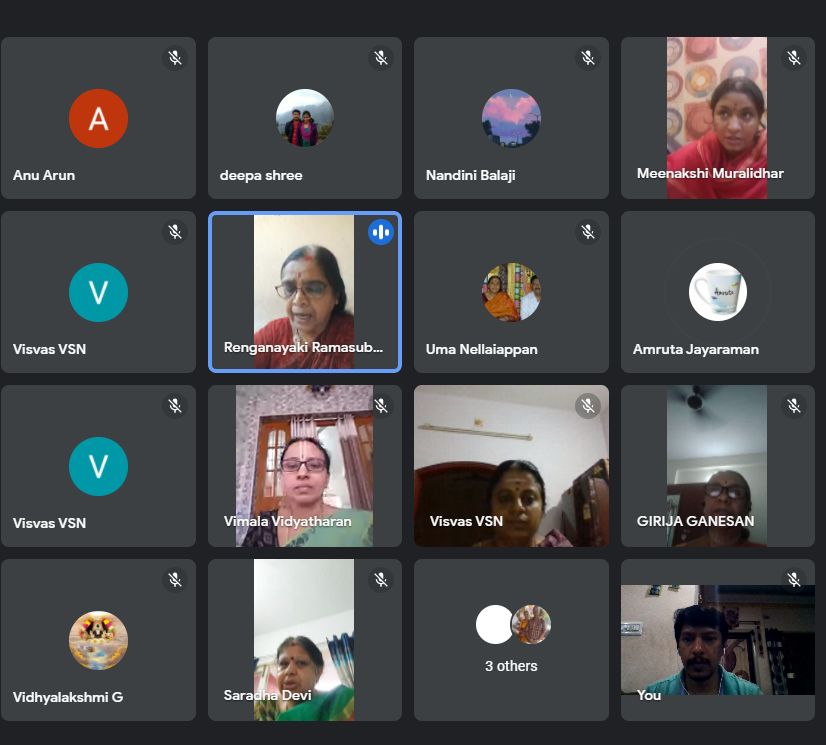 A
Anu Arun
deepa shree
Nandini Balaji
Meenakshi Muralidhar
V
Visvas VSN
Renganayaki Ramasub...
Uma Nellaiappan
Amruta
Amruta Jayaraman
V
Visvas VSN
Vimala Vidyatharan
Visvas VSN
GIRIJA GANESAN
Vidhyalakshmi G
Saradha Devi
3 others
You